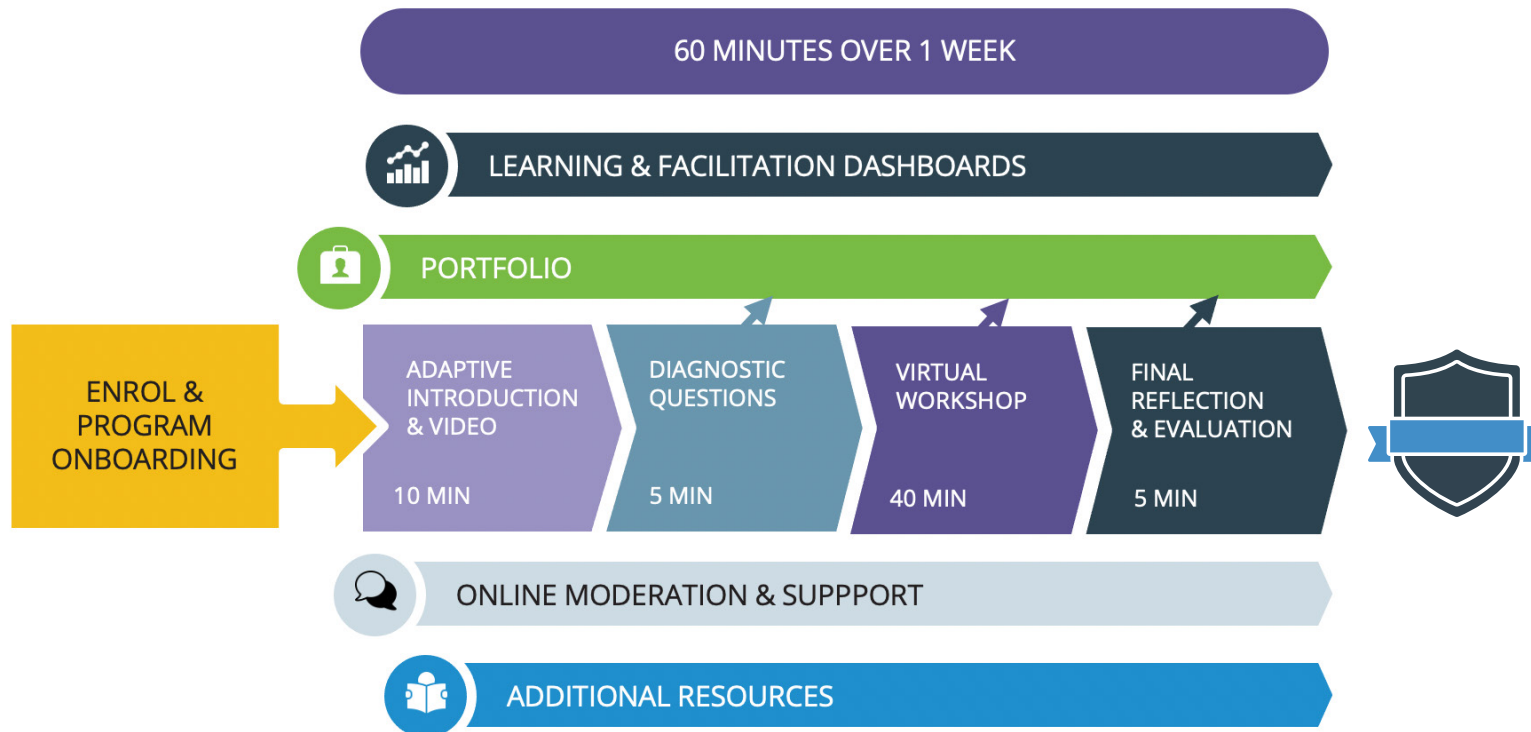 60 MINUTES OVER 1 WEEK
LEARNING & FACILITATION DASHBOARDS
PORTFOLIO
ENROL &
PROGRAM
ONBOARDING
ADAPTIVE
INTRODUCTION
& VIDEO
10 MIN
DIAGNOSTIC
QUESTIONS
5 MIN
VIRTUAL
WORKSHOP
40 MIN
FINAL
REFLECTION
& EVALUATION
5 MIN
ONLINE MODERATION & SUPPPORT
ADDITIONAL RESOURCES